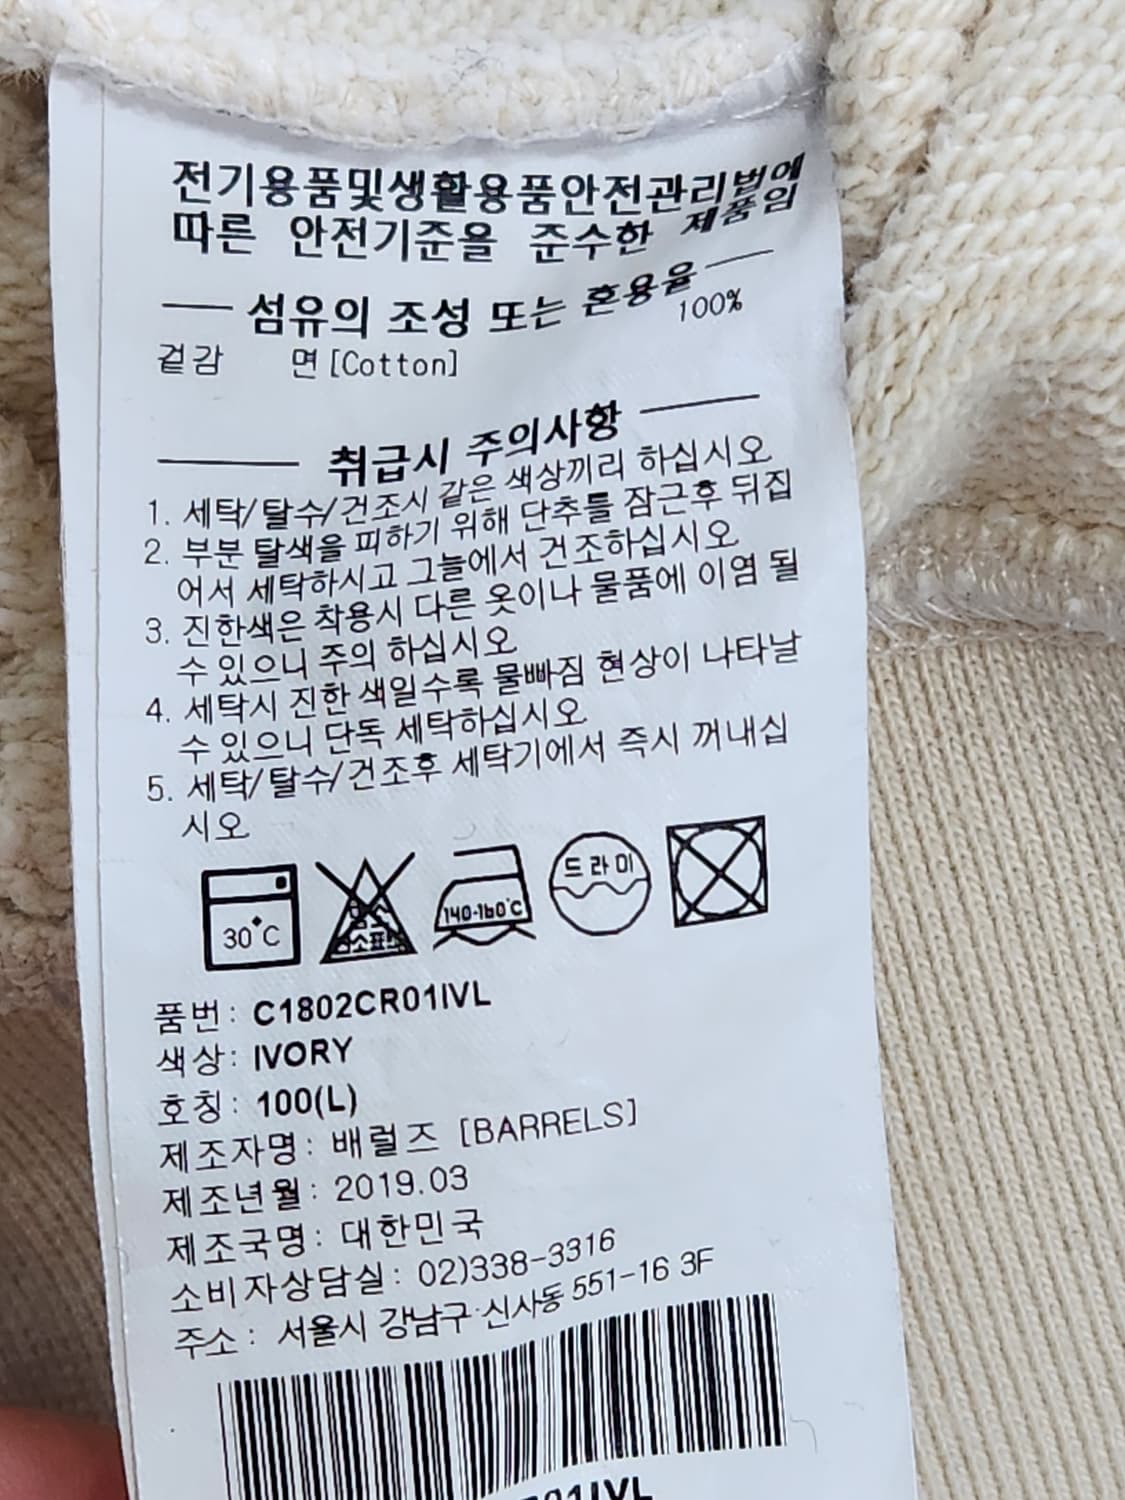 전기용품및생활용품안전관리법에
따른 안전기준을 준수한 제품임
섬유의 조성 또는 혼용율
겉감 면 [Cotton] 100%
취급시 주의사항
1. 세탁/탈수/건조시 같은 색상끼리 하십시오
2. 부분 탈색을 피하기 위해 단추틀 잠근후 뒤집
어서 세탁하시고 그늘에서 건조하십시오
3. 진한색은 착용시 다른 옷이나 물품에 이염 될
수 있으니 주의 하십시오
4. 세탁시 진한 색일수록 물빠짐 현상이 나타날
수 있으니 단독 세탁하십시오
5. 세탁/탈수/건조후 세탁기에서 즉시 꺼내십
시오
30°C
140-160°C
드라이
품번: C1802CR01IVL
색상: IVORY
호칭: 100(L)
제조자명: 배럴즈 [BARRELS]
제조년월: 2019.03
제조국명: 대한민국
소비자상담실: 02)338-3316
주소: 서울시 강남구 신사동 551-16 3F